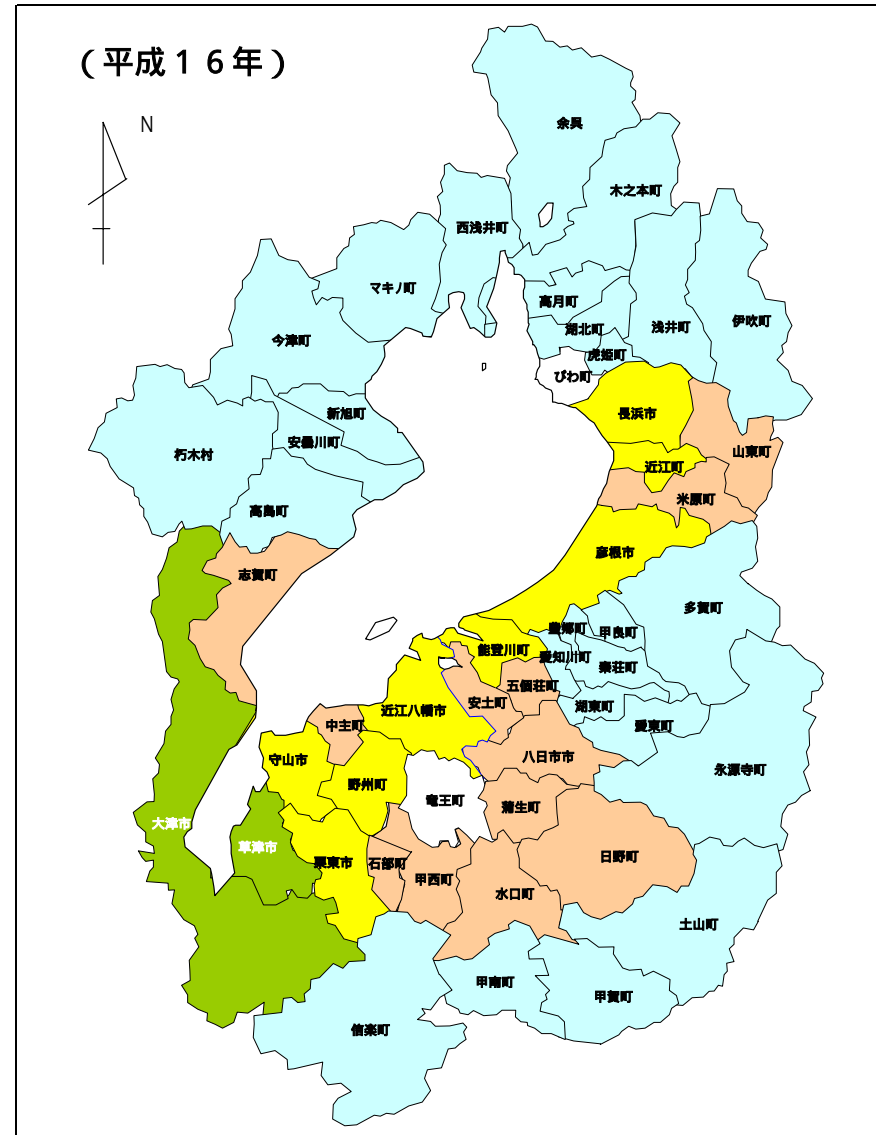 （平成１６年）
N
余呉
木之本町
西浅井町
マキノ町
高月町
湖北町
浅井町
伊吹町
今津町
虎姫町
びわ町
長浜市
新旭町
安曇川町
朽木村
山東町
近江町
米原町
高島町
彦根市
志賀町
多賀町
豊郷町
甲良町
能登川町
愛知川町
秦荘町
五個荘町
安土町
湖東町
近江八幡市
中主町
愛東町
八日市市
永源寺町
守山市
野州町
竜王町
蒲生町
大津市
草津市
栗東市
石部町
甲西町
日野町
水口町
土山町
甲南町
甲賀町
信楽町